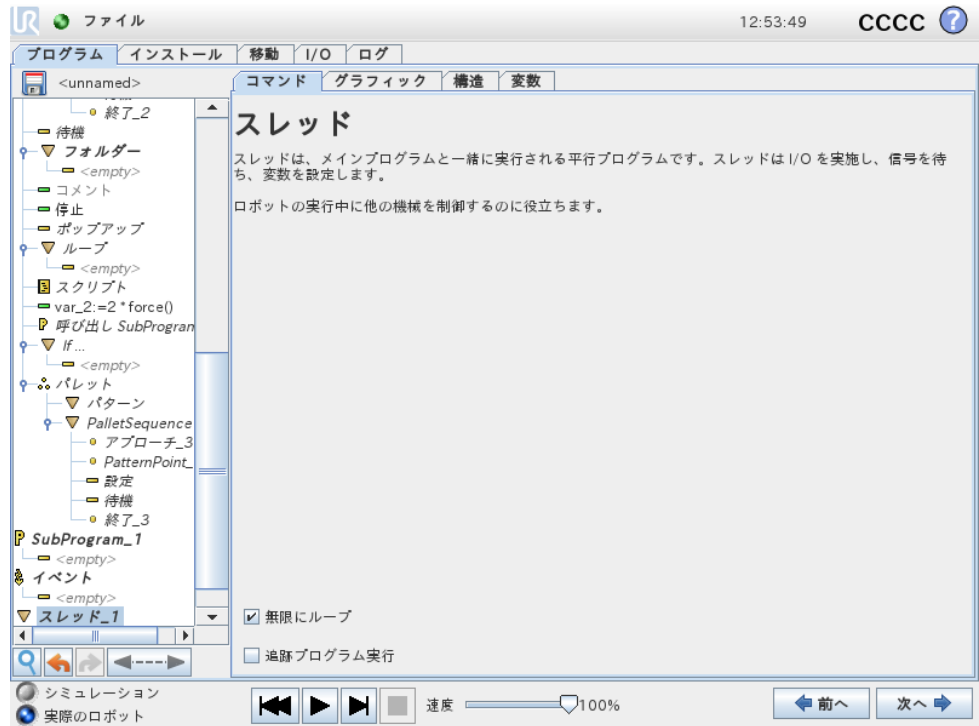 UR ファイル 12:53:49 CCCC ?
プログラム インストール 移動 I/O ログ
<unnamed>
コマンド グラフィック 構造 変数
終了_2
待機
フォルダー
<empty>
コメント
停止
ポップアップ
ループ
<empty>
スクリプト
var_2:=2 * force()
呼び出し SubProgran
If ...
<empty>
パレット
パターン
PalletSequence
アプローチ_3
PatternPoint_
設定
待機
終了_3
SubProgram_1
<empty>
イベント
<empty>
スレッド_1
スレッド
スレッドは、メインプログラムと一緒に実行される平行プログラムです。スレッドは I/O を実施し、信号を待
ち、変数を設定します。
ロボットの実行中に他の機械を制御するのに役立ちます。
無限にループ
追跡プログラム実行
シミュレーション
実際のロボット
速度 100%
前へ 次へ